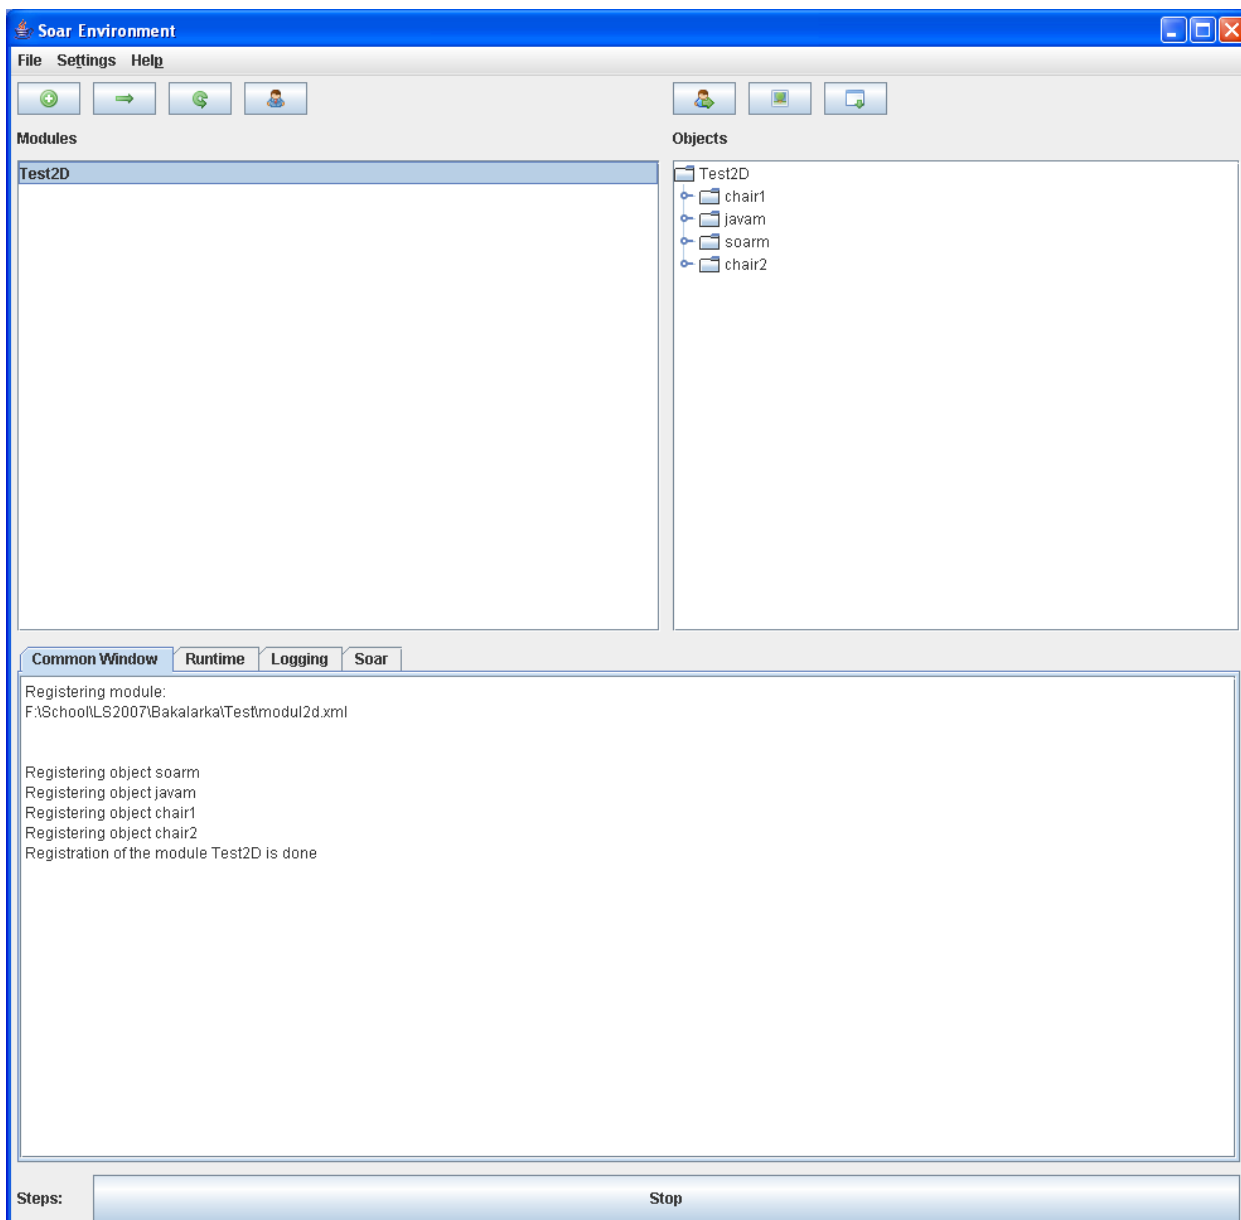 Soar Environment
File Settings Help
Modules
Objects
Test2D
Test2D
chair1
javam
soarm
chair2
Common Window Runtime Logging Soar
Registering module:
F:\School\LS2007\Bakalarka\Test\modul2d.xml
Registering object soarm
Registering object javam
Registering object chair1
Registering object chair2
Registration of the module Test2D is done
Steps: Stop